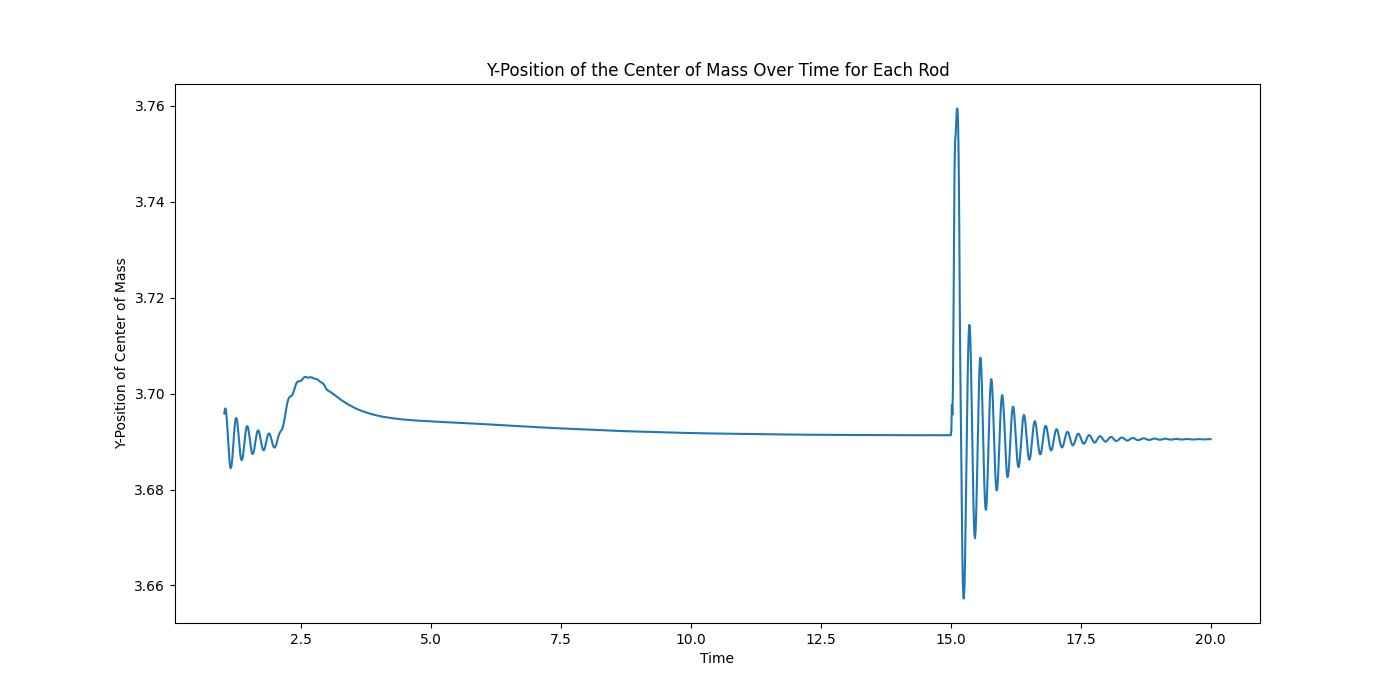 Y-Position of the Center of Mass Over Time for Each Rod
Y-Position of Center of Mass
3.76
3.74
3.72
3.70
3.68
3.66
2.5 5.0 7.5 10.0 12.5 15.0 17.5 20.0
Time